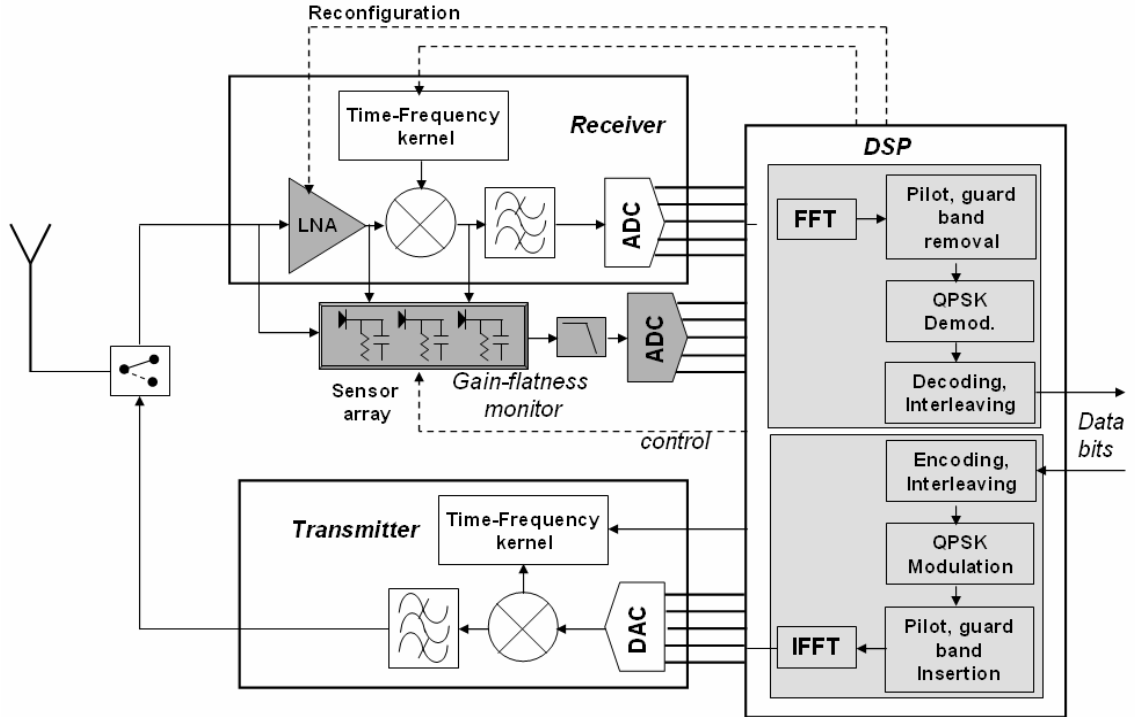 Reconfiguration
Time-Frequency
kernel
Receiver
LNA
ADC
DSP
FFT
Pilot, guard
band
removal
QPSK
Demod.
Decoding,
Interleaving
ADC
Sensor
array
Gain-flatness
monitor
control
Data
bits
Encoding,
Interleaving
QPSK
Modulation
Pilot, guard
band
Insertion
IFFT
Transmitter
Time-Frequency
kernel
DAC